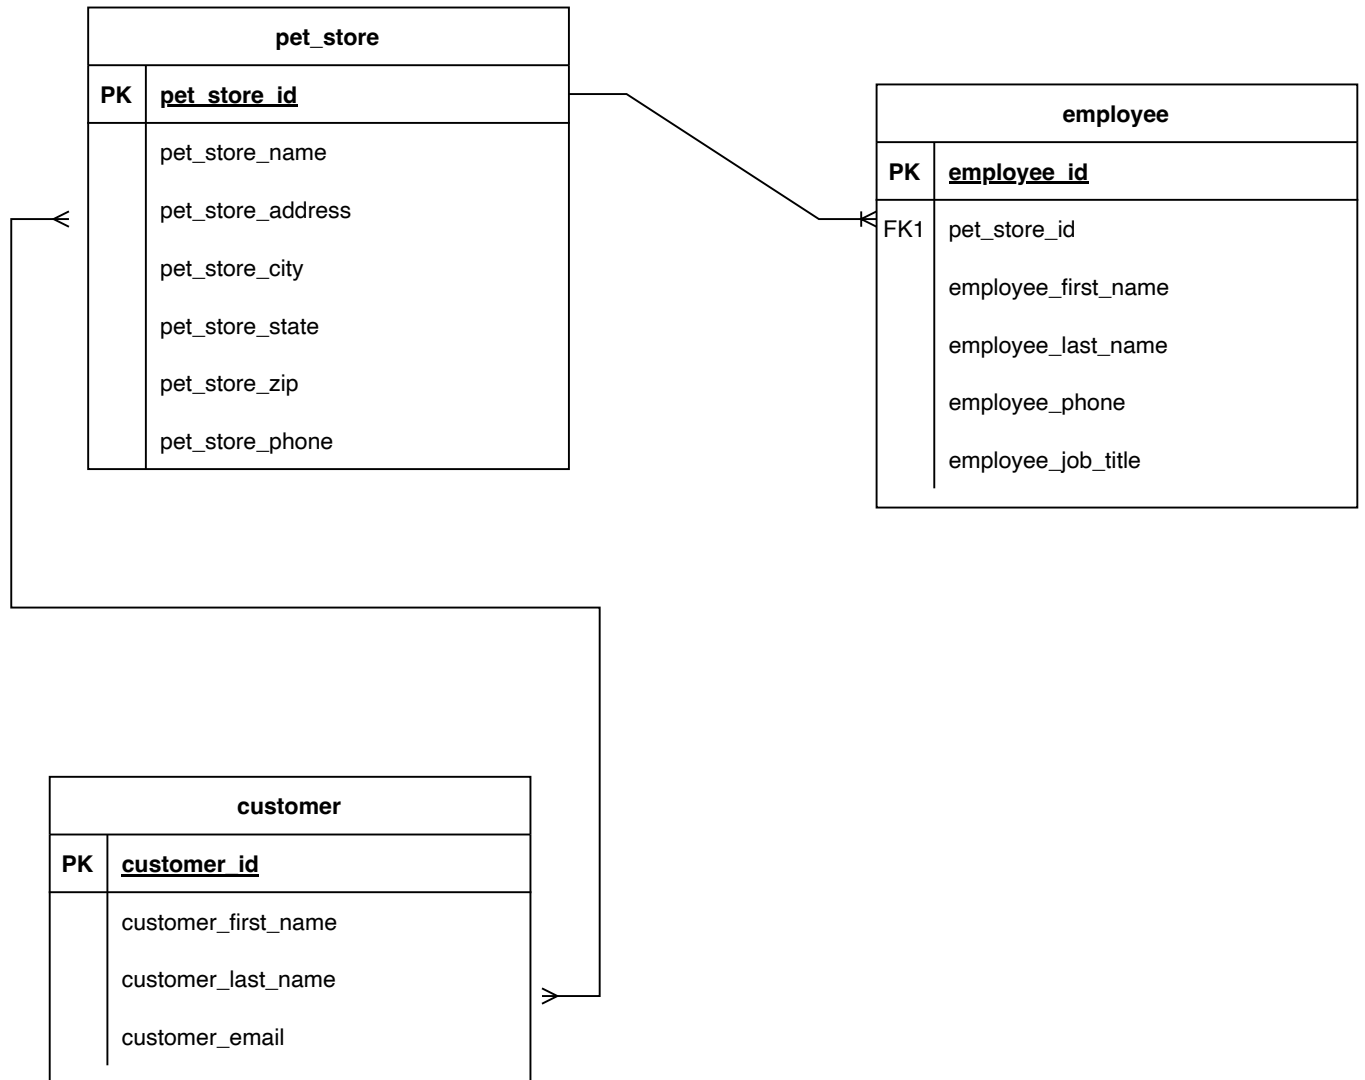 pet_store
PK pet_store_id
pet_store_name
pet_store_address
pet_store_city
pet_store_state
pet_store_zip
pet_store_phone
employee
PK employee_id
FK1 pet_store_id
employee_first_name
employee_last_name
employee_phone
employee_job_title
customer
PK customer_id
customer_first_name
customer_last_name
customer_email